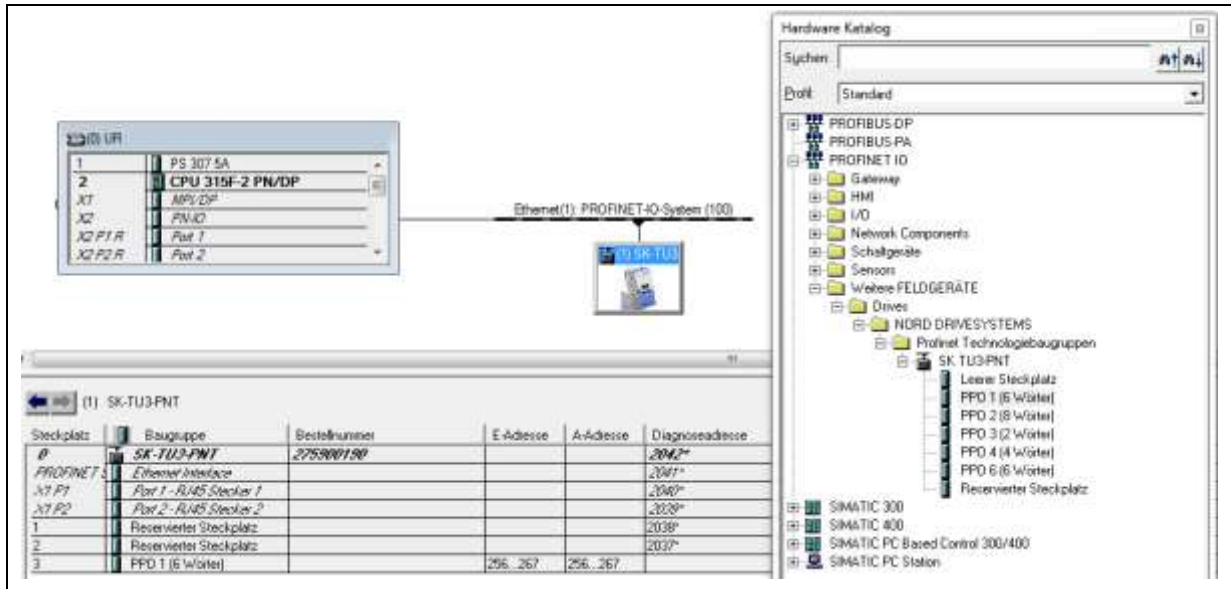 (0) UR
1 PS 307 5A
2 CPU 315F-2 PN/DP
X1 MPI/DP
X2 PN-IO
X2 P1 R Port 1
X2 P2 R Port 2
Ethernet(1): PROFINET-IO-System (100)
(1) SK-TU3
(1) SK-TU3-PNT
Steckplatz Baugruppe Bestellnummer E-Adresse A-Adresse Diagnoseadresse
0 SK-TU3-PNT 275900190 2042*
PROFINET Ethernet Interface 2041*
X1 P1 Port 1 - RJ45 Stecker 1 2040*
X1 P2 Port 2 - RJ45 Stecker 2 2039*
1 Reservierter Steckplatz 2038*
2 Reservierter Steckplatz 2037*
3 PPO 1 (6 Wörter) 256...267 256...267
Hardware Katalog
Suchen:
Profil: Standard
PROFIBUS-DP
PROFIBUS-PA
PROFINET IO
Gateway
HMI
I/O
Network Components
Schaltgeräte
Sensors
Weitere FELDGERÄTE
Drives
NORD DRIVESYSTEMS
Profinet Technologiebaugruppen
SK TU3-PNT
Leerer Steckplatz
PPO 1 (6 Wörter)
PPO 2 (8 Wörter)
PPO 3 (2 Wörter)
PPO 4 (4 Wörter)
PPO 6 (6 Wörter)
Reservierter Steckplatz
SIMATIC 300
SIMATIC 400
SIMATIC PC Based Control 300/400
SIMATIC PC Station